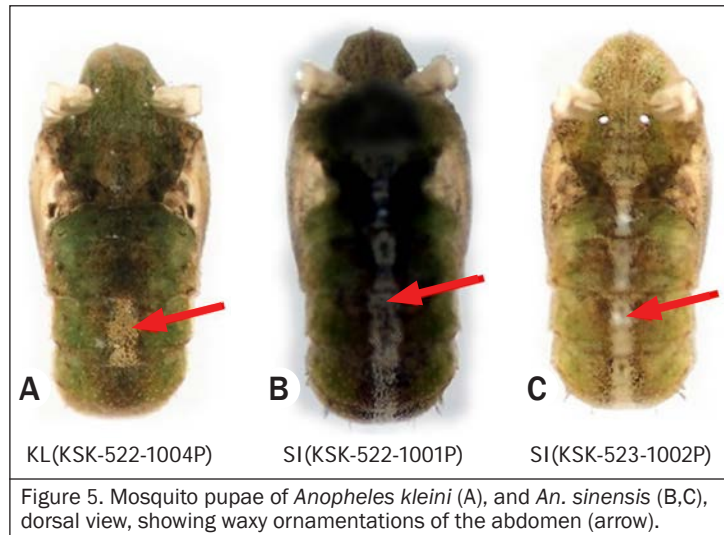 A
B
C
KL(KSK-522-1004P)
SI(KSK-522-1001P)
SI(KSK-523-1002P)
Figure 5. Mosquito pupae of Anopheles kleini (A), and An. sinensis (B,C),
dorsal view, showing waxy ornamentations of the abdomen (arrow).